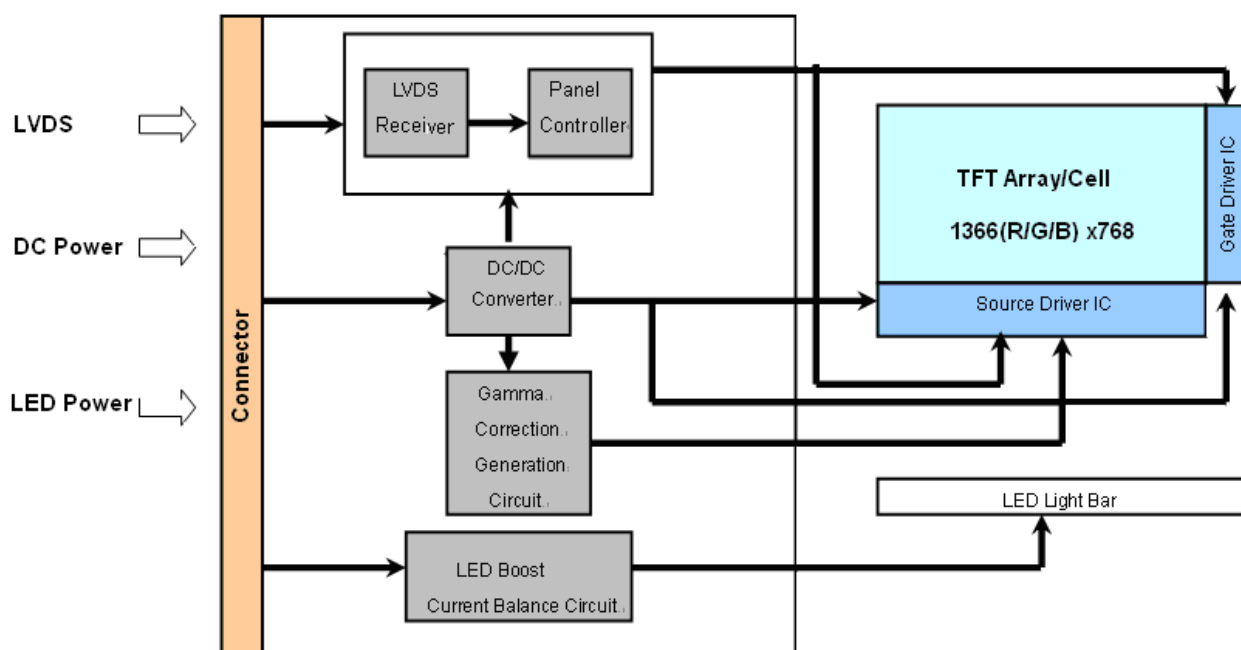 LVDS
DC Power
LED Power
Connector
LVDS
Receiver
Panel
Controller
DC/DC
Converter
Gamma
Correction
Generation
Circuit
LED Boost
Current Balance Circuit
TFT Array/Cell
1366(R/G/B) x768
Gate Driver IC
Source Driver IC
LED Light Bar